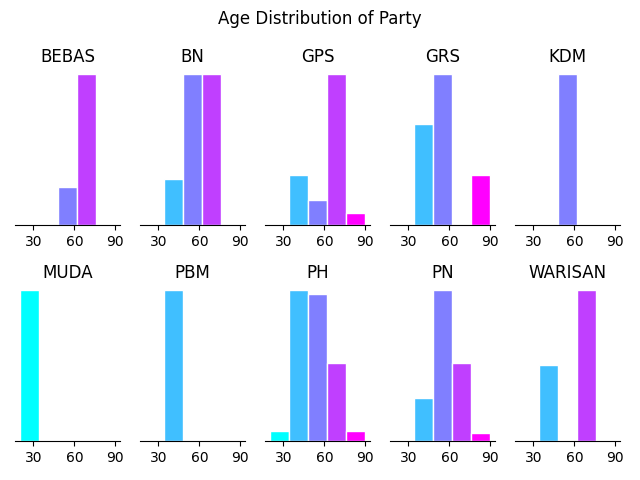 Age Distribution of Party
BEBAS BN GPS GRS KDM
30 60 90 30 60 90 30 60 90 30 60 90 30 60 90
MUDA PBM PH PN WARISAN
30 60 90 30 60 90 30 60 90 30 60 90 30 60 90